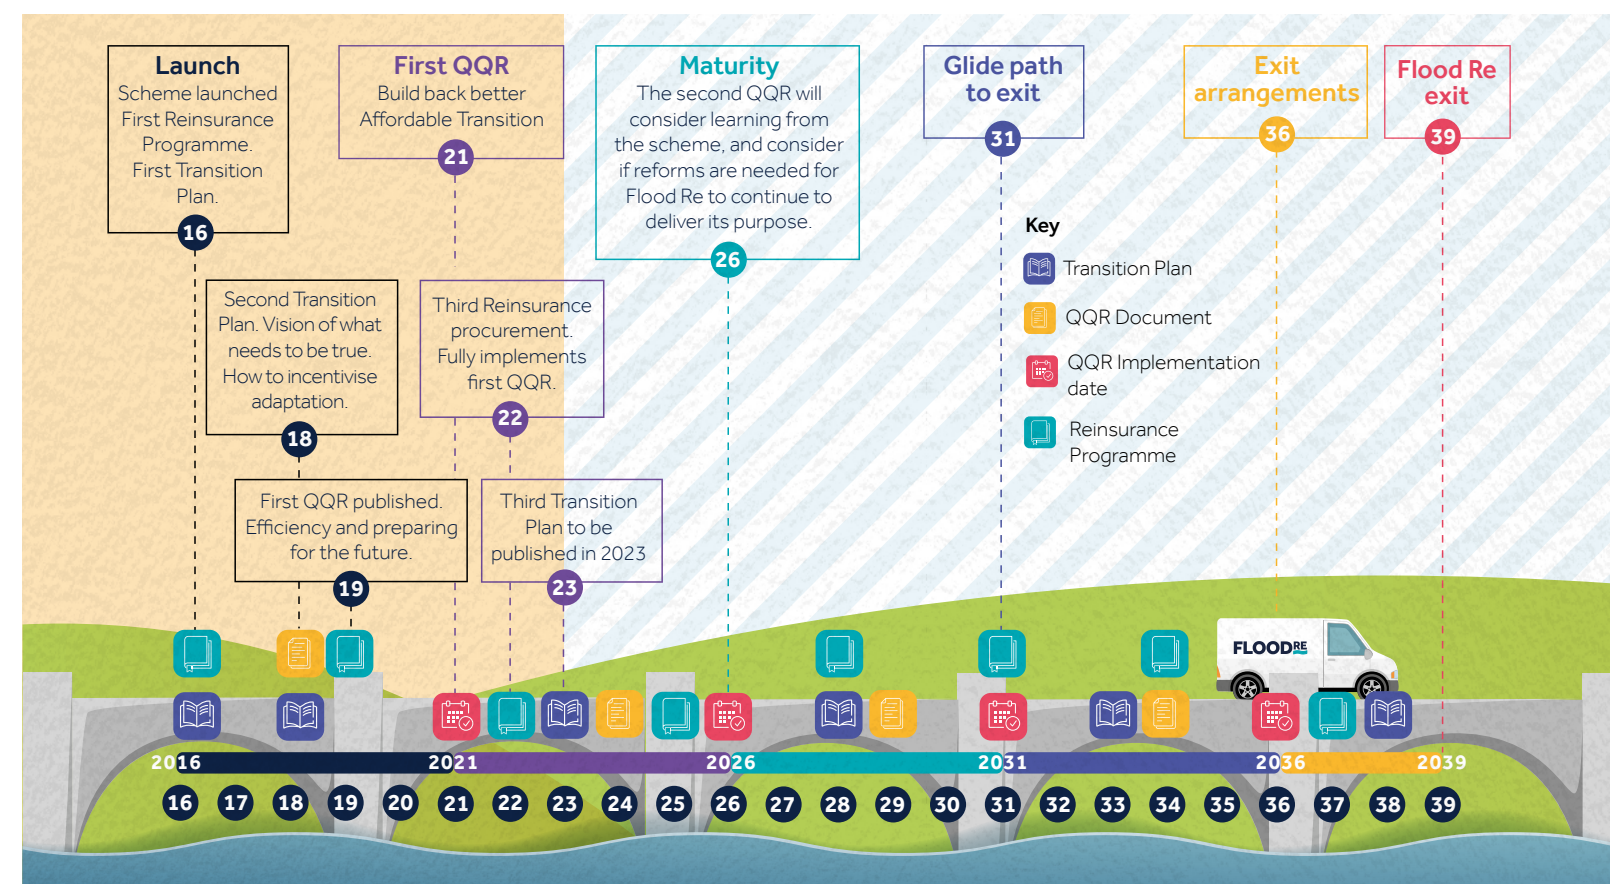 Launch
Scheme launched
First Reinsurance
Programme.
First Transition
Plan.
16
First QQR
Build back better
Affordable Transition
21
Maturity
The second QQR will
consider learning from
the scheme, and consider
if reforms are needed for
Flood Re to continue to
deliver its purpose.
26
Glide path
to exit
31
Exit
arrangements
36
Flood Re
exit
39
Second Transition
Plan. Vision of what
needs to be true.
How to incentivise
adaptation.
18
Third Reinsurance
procurement.
Fully implements
first QQR.
22
First QQR published.
Efficiency and preparing
for the future.
19
Third Transition
Plan to be
published in 2023
23
Key
Transition Plan
QQR Document
QQR Implementation
date
Reinsurance
Programme
FLOODRE
2016 2021 2026 2031 2036 2039
16 17 18 19 20 21 22 23 24 25 26 27 28 29 30 31 32 33 34 35 36 37 38 39